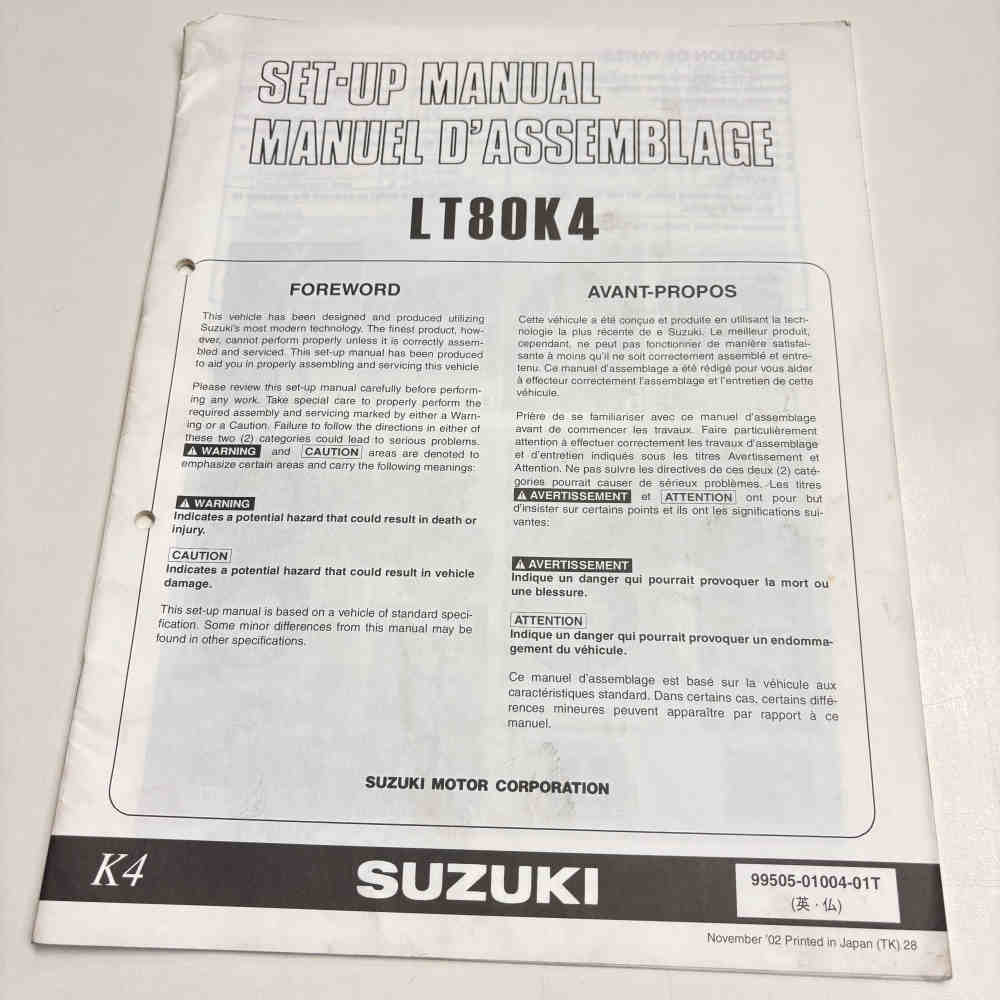 SET-UP MANUAL
MANUEL D'ASSEMBLAGE
LT80K4
FOREWORD
This vehicle has been designed and produced utilizing
Suzuki's most modern technology. The finest product, how-
ever, cannot perform properly unless it is correctly assem-
bled and serviced. This set-up manual has been produced
to aid you in properly assembling and servicing this vehicle.
Please review this set-up manual carefully before perform-
ing any work. Take special care to properly perform the
required assembly and servicing marked by either a Warn-
ing or a Caution. Failure to follow the directions in either of
these two (2) categories could lead to serious problems.
⚠ WARNING and CAUTION areas are denoted to
emphasize certain areas and carry the following meanings:
⚠ WARNING
Indicates a potential hazard that could result in death or
injury.
CAUTION
Indicates a potential hazard that could result in vehicle
damage.
This set-up manual is based on a vehicle of standard speci-
fication. Some minor differences from this manual may be
found in other specifications.
AVANT-PROPOS
Cette véhicule a été conçue et produite en utilisant la tech-
nologie la plus récente de e Suzuki. Le meilleur produit,
cependant, ne peut pas fonctionner de manière satisfai-
sante à moins qu'il ne soit correctement assemblé et entre-
tenu. Ce manuel d'assemblage a été rédigé pour vous aider
à effecteur correctement l'assemblage et l'entretien de cette
véhicule.
Prière de se familiariser avec ce manuel d'assemblage
avant de commencer les travaux. Faire particulièrement
attention à effectuer correctement les travaux d'assemblage
et d'entretien indiqués sous les titres Avertissement et
Attention. Ne pas suivre les directives de ces deux (2) caté-
gories pourrait causer de sérieux problèmes. Les titres
⚠ AVERTISSEMENT et ATTENTION ont pour but
d'insister sur certains points et ils ont les significations sui-
vantes:
⚠ AVERTISSEMENT
Indique un danger qui pourrait provoquer la mort ou
une blessure.
ATTENTION
Indique un danger qui pourrait provoquer un endomma-
gement du véhicule.
Ce manuel d'assemblage est basé sur la véhicule aux
caractéristiques standard. Dans certains cas, certains diffé-
rences mineures peuvent apparaître par rapport à ce
manuel.
SUZUKI MOTOR CORPORATION
K4
SUZUKI
99505-01004-01T
(英・仏)
November '02 Printed in Japan (TK) 28